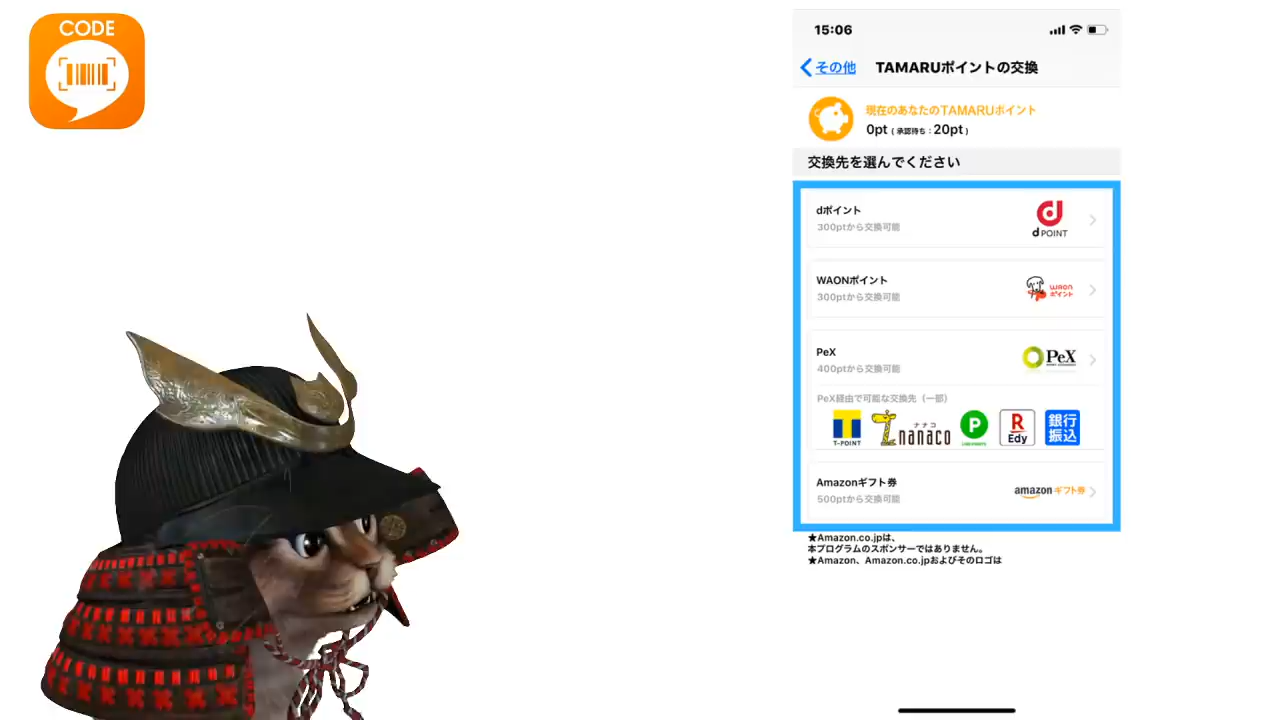 CODE
15:06
その他
TAMARUポイントの交換
現在のあなたのTAMARUポイント
0pt ( 承認待ち : 20pt )
交換先を選んでください
dポイント
300ptから交換可能
d POINT
WAONポイント
300ptから交換可能
WAON
ポイント
PeX
400ptから交換可能
PeX
PeX経由で可能な交換先（一部）
T-POINT
ナナコ
nanaco
P
R
Edy
銀行
振込
Amazonギフト券
500ptから交換可能
amazon ギフト券
★Amazon.co.jpは、
本プログラムのスポンサーではありません。
★Amazon、Amazon.co.jpおよびそのロゴは